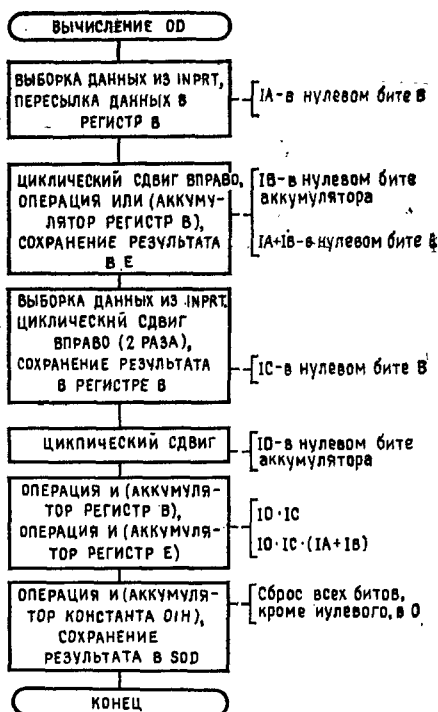 ВЫЧИСЛЕНИЕ OD
ВЫБОРКА ДАННЫХ ИЗ INPRT,
ПЕРЕСЫЛКА ДАННЫХ В
РЕГИСТР B
IA-в нулевом бите B
ЦИКЛИЧЕСКИЙ СДВИГ ВПРАВО,
ОПЕРАЦИЯ ИЛИ (АККУМУ-
ЛЯТОР РЕГИСТР B),
СОХРАНЕНИЕ РЕЗУЛЬТАТА
В E
IB-в нулевом бите
аккумулятора
IA+IB-в нулевом бите
ВЫБОРКА ДАННЫХ ИЗ INPRT,
ЦИКЛИЧЕСКИЙ СДВИГ
ВПРАВО (2 РАЗА),
СОХРАНЕНИЕ РЕЗУЛЬТАТА
В РЕГИСТРЕ B
IC-в нулевом бите B
ЦИКЛИЧЕСКИЙ СДВИГ
ID-в нулевом бите
аккумулятора
ОПЕРАЦИЯ И (АККУМУЛЯ-
ТОР РЕГИСТР B),
ОПЕРАЦИЯ И (АККУМУЛЯ-
ТОР РЕГИСТР E)
ID·IC
ID·IC·(IA+IB)
ОПЕРАЦИЯ И (АККУМУЛЯ-
ТОР КОНСТАНТА 01H),
СОХРАНЕНИЕ
РЕЗУЛЬТАТА В SOD
Сброс всех битов,
кроме нулевого, в 0
КОНЕЦ